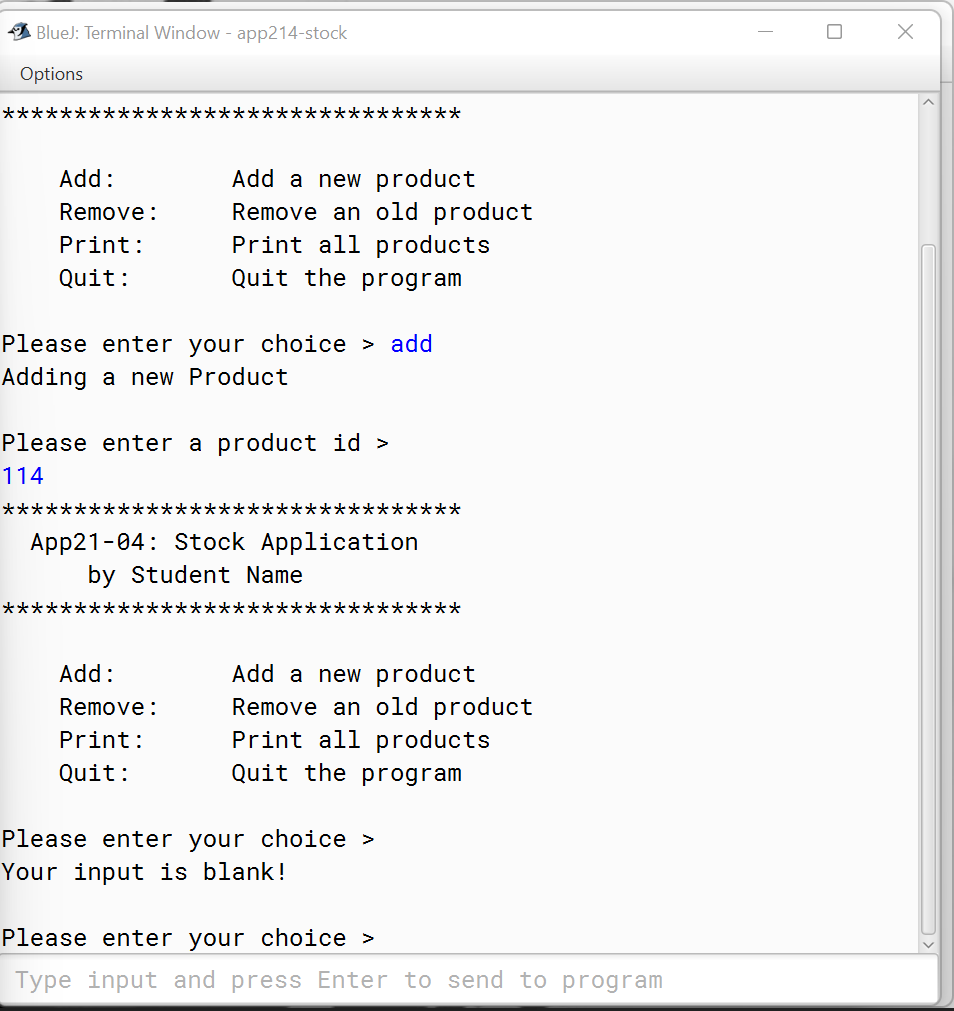 BlueJ: Terminal Window - app214-stock
Options
********************************
Add: Add a new product
Remove: Remove an old product
Print: Print all products
Quit: Quit the program
Please enter your choice > add
Adding a new Product
Please enter a product id >
114
********************************
App21-04: Stock Application
by Student Name
********************************
Add: Add a new product
Remove: Remove an old product
Print: Print all products
Quit: Quit the program
Please enter your choice >
Your input is blank!
Please enter your choice >
Type input and press Enter to send to program